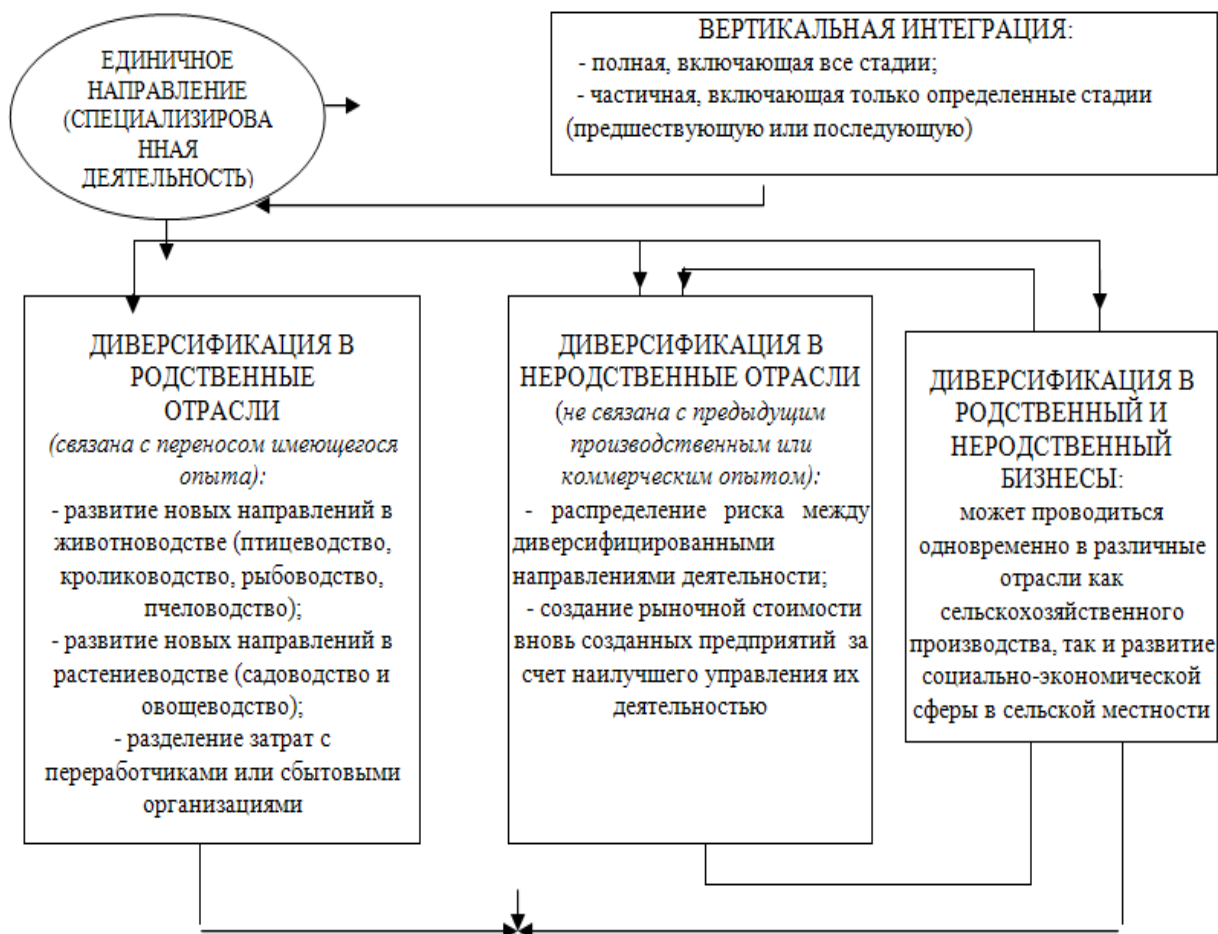 ЕДИНИЧНОЕ
НАПРАВЛЕНИЕ
(СПЕЦИАЛИЗИРОВА
ННАЯ
ДЕЯТЕЛЬНОСТЬ)
ВЕРТИКАЛЬНАЯ ИНТЕГРАЦИЯ:
- полная, включающая все стадии;
- частичная, включающая только определенные стадии
(предшествующую или последующую)
ДИВЕРСИФИКАЦИЯ В
РОДСТВЕННЫЕ
ОТРАСЛИ
(связана с переносом имеющегося
опыта):
- развитие новых направлений в
животноводстве (птицеводство,
кролиководство, рыбоводство,
пчеловодство);
- развитие новых направлений в
растениеводстве (садоводство и
овощеводство);
- разделение затрат с
переработчиками или сбытовыми
организациями
ДИВЕРСИФИКАЦИЯ В
НЕРОДСТВЕННЫЕ ОТРАСЛИ
(не связана с предыдущим
производственным или
коммерческим опытом):
- распределение риска между
диверсифицированными
направлениями деятельности;
- создание рыночной стоимости
вновь созданных предприятий за
счет наилучшего управления их
деятельностью
ДИВЕРСИФИКАЦИЯ В
РОДСТВЕННЫЙ И
НЕРОДСТВЕННЫЙ
БИЗНЕСЫ:
может проводиться
одновременно в различные
отрасли как
сельскохозяйственного
производства, так и развитие
социально-экономической
сферы в сельской местности